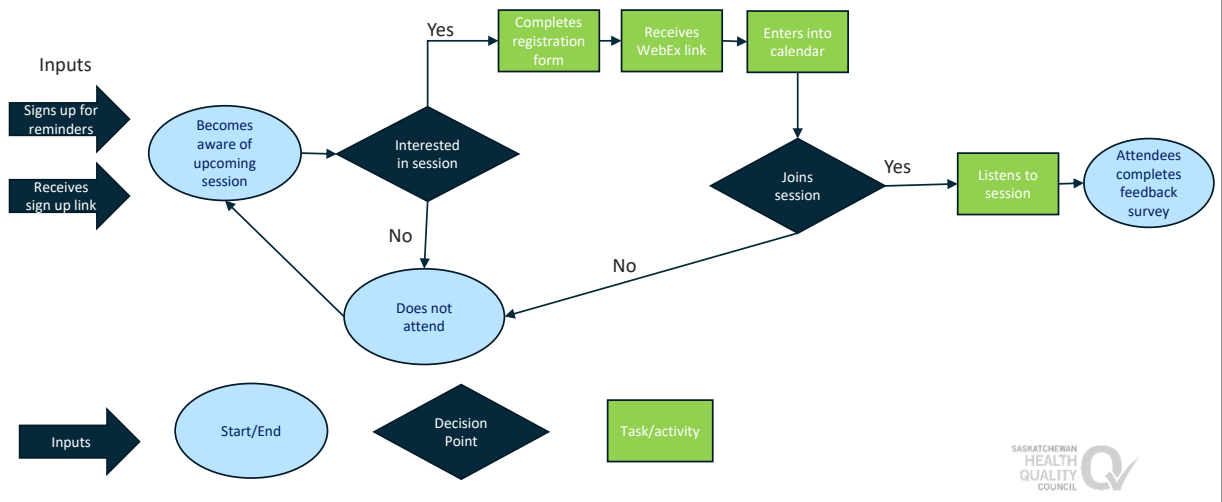 Inputs
Signs up for
reminders
Receives
sign up link
Becomes
aware of
upcoming
session
Interested
in session
Yes
Completes
registration
form
Receives
WebEx link
Enters into
calendar
No
Does not
attend
Joins
session
No
Yes
Listens to
session
Attendees
completes
feedback
survey
Inputs
Start/End
Decision
Point
Task/activity
SASKATCHEWAN
HEALTH
QUALITY
COUNCIL